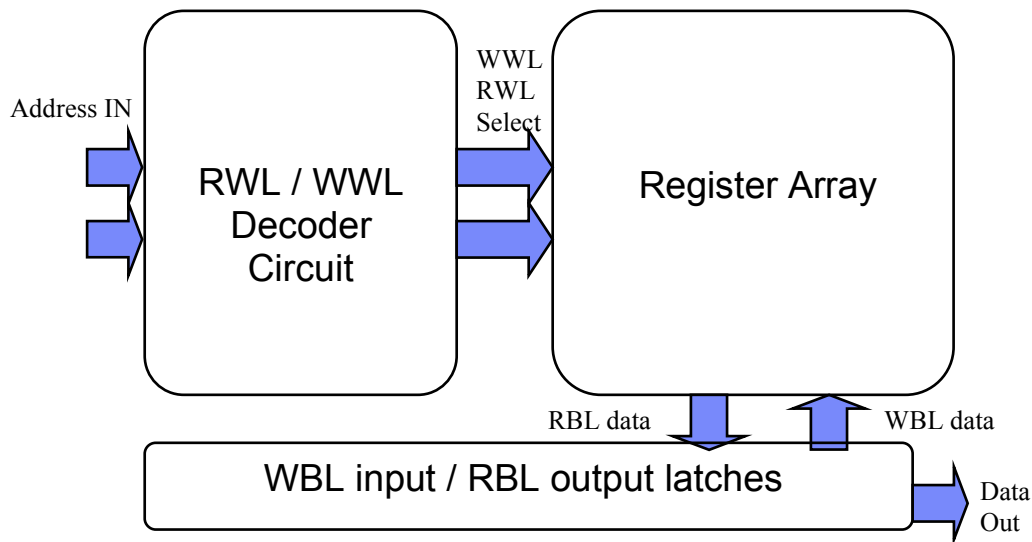 Address IN
RWL / WWL
Decoder
Circuit
WWL
RWL
Select
Register Array
RBL data
WBL data
WBL input / RBL output latches
Data
Out